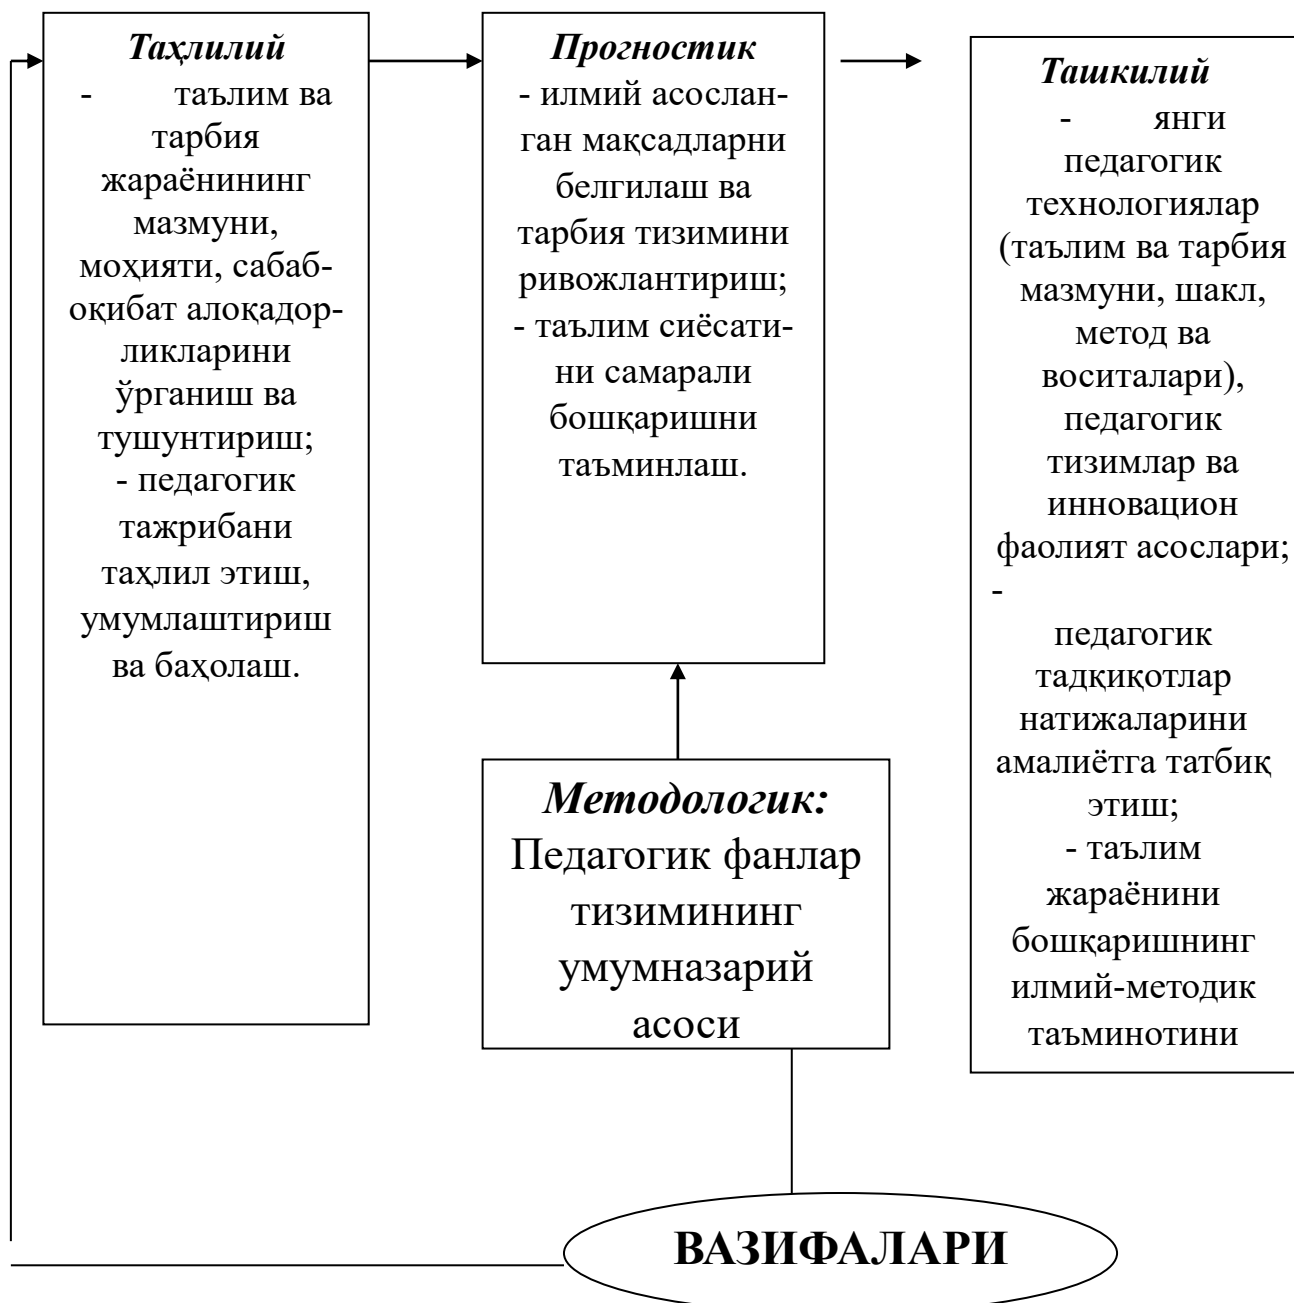 Таҳлилий
- таълим ва
тарбия
жараёнининг
мазмуни,
моҳияти, сабаб-
оқибат алоқадор-
ликларини
ўрганиш ва
тушунтириш;
- педагогик
тажрибани
таҳлил этиш,
умумлаштириш
ва баҳолаш.
Прогностик
- илмий асослан-
ган мақсадларни
белгилаш ва
тарбия тизимини
ривожлантириш;
- таълим сиёсати-
ни самарали
бошқаришни
таъминлаш.
Ташкилий
- янги
педагогик
технологиялар
(таълим ва тарбия
мазмуни, шакл,
метод ва
воситалари),
педагогик
тизимлар ва
инновацион
фаолият асослари;
-
педагогик
тадқиқотлар
натижаларини
амалиётга татбиқ
этиш;
- таълим
жараёнини
бошқаришнинг
илмий-методик
таъминотини
Методологик:
Педагогик фанлар
тизимининг
умумназарий
асоси
ВАЗИФАЛАРИ